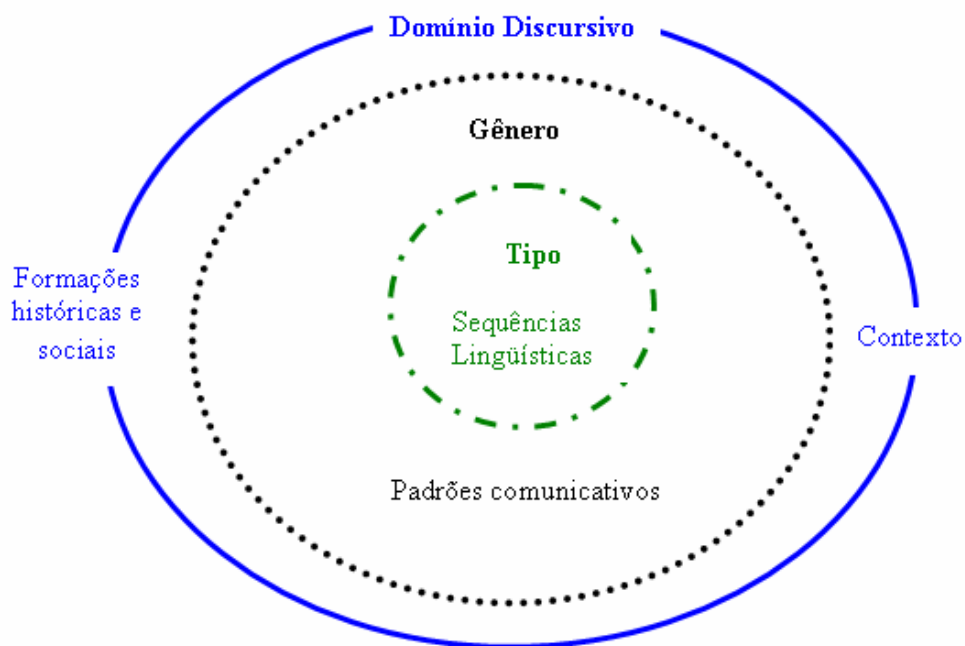 Domínio Discursivo
Gênero
Tipo
Sequências
Lingüísticas
Formações
históricas e
sociais
Contexto
Padrões comunicativos